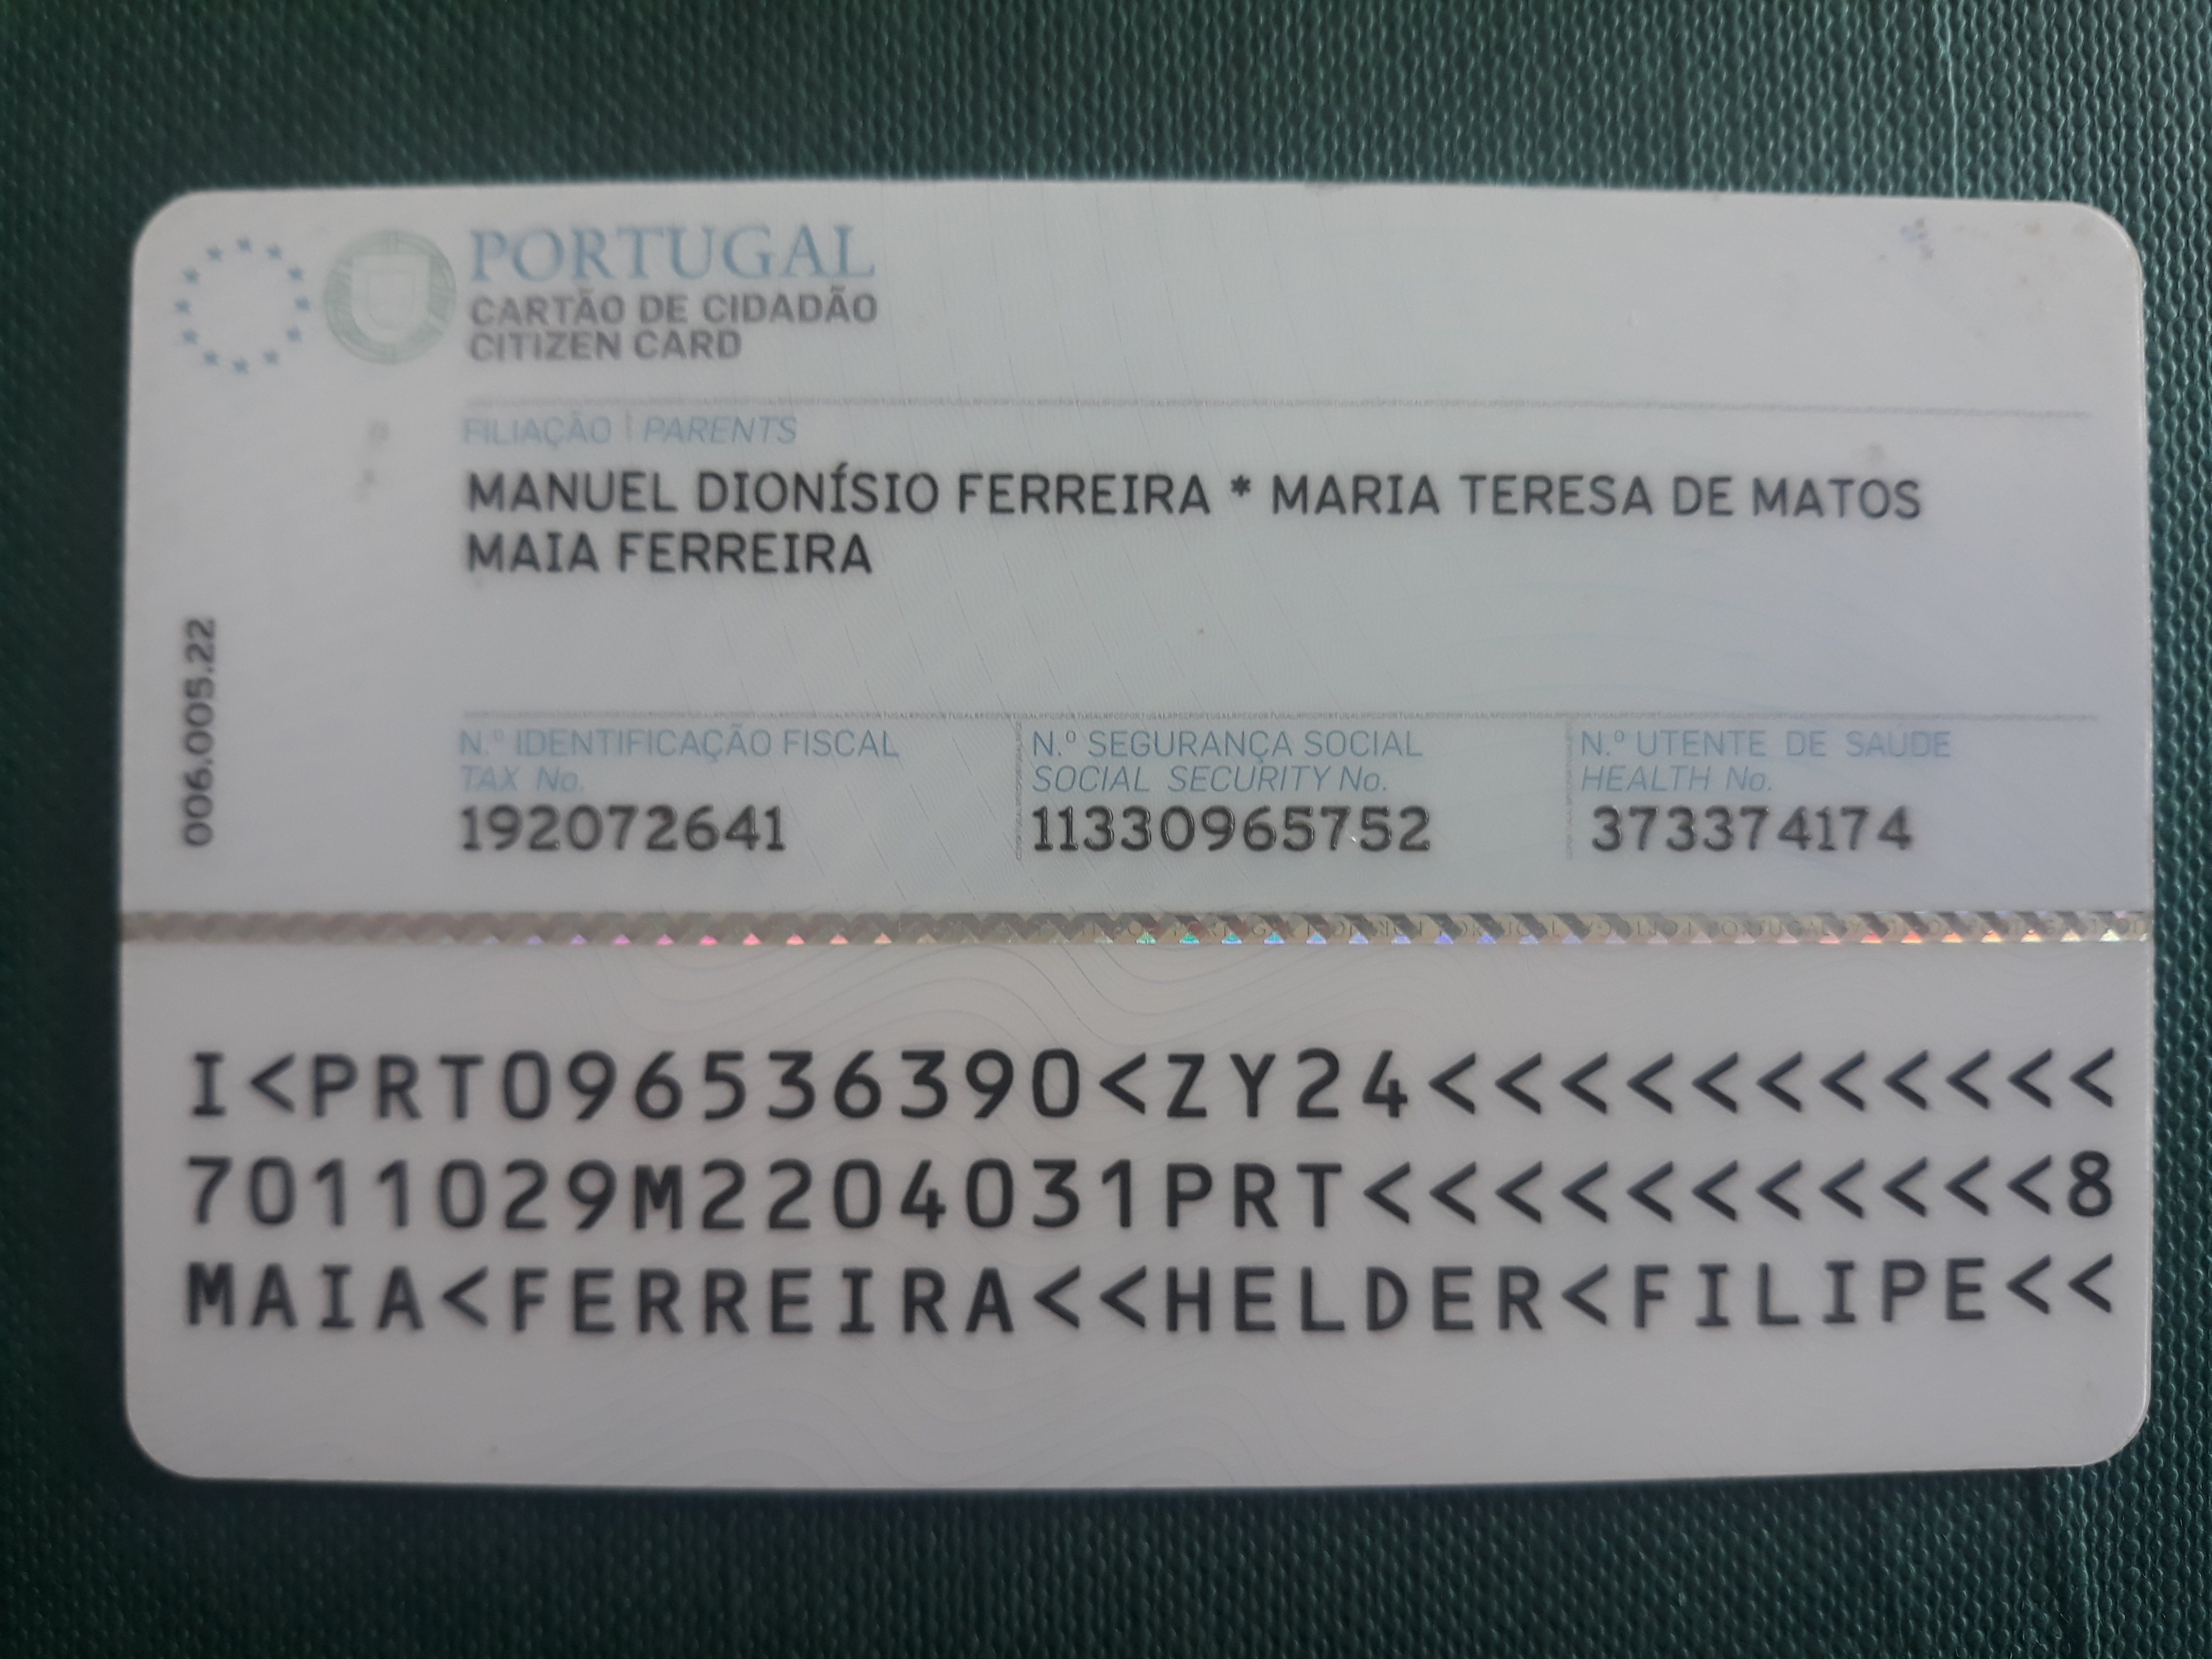 PORTUGAL
CARTÃO DE CIDADÃO
CITIZEN CARD
FILIAÇÃO | PARENTS
MANUEL DIONÍSIO FERREIRA * MARIA TERESA DE MATOS
MAIA FERREIRA
N.º IDENTIFICAÇÃO FISCAL
TAX No.
192072641
N.º SEGURANÇA SOCIAL
SOCIAL SECURITY No.
11330965752
N.º UTENTE DE SAÚDE
HEALTH No.
373374174
006.005.22
I<PRT096536390<ZY24<<<<<<<<<<<
7011029M2204031PRT<<<<<<<<<<<8
MAIA<FERREIRA<<HELDER<FILIPE<<